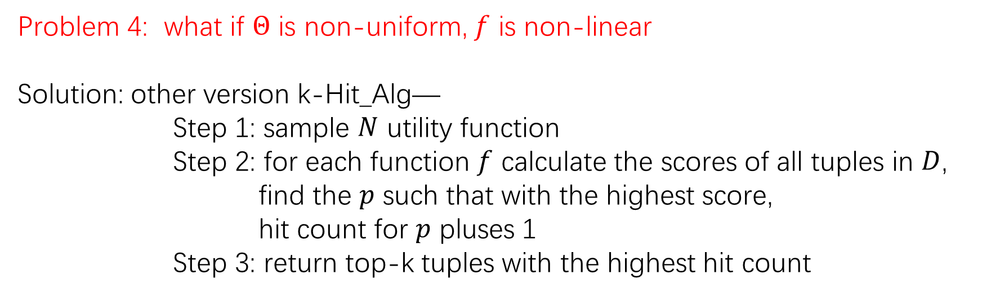 Problem 4: what if Θ is non-uniform, f is non-linear
Solution: other version k-Hit_Alg—
Step 1: sample N utility function
Step 2: for each function f calculate the scores of all tuples in D,
find the p such that with the highest score,
hit count for p pluses 1
Step 3: return top-k tuples with the highest hit count